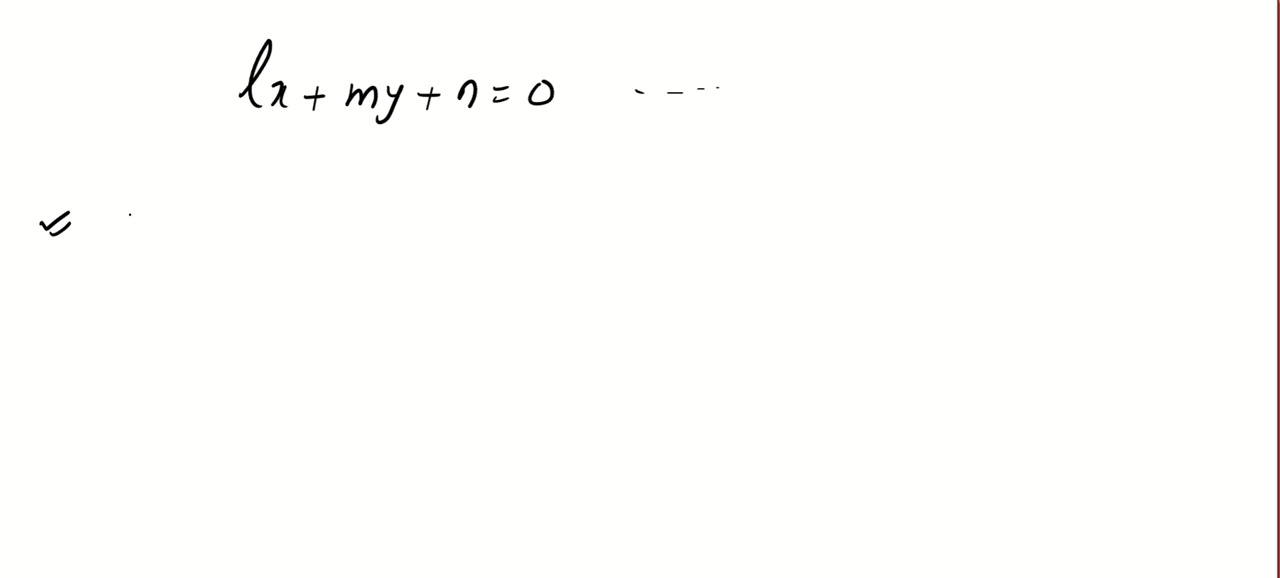 lx + my + n = 0 ----